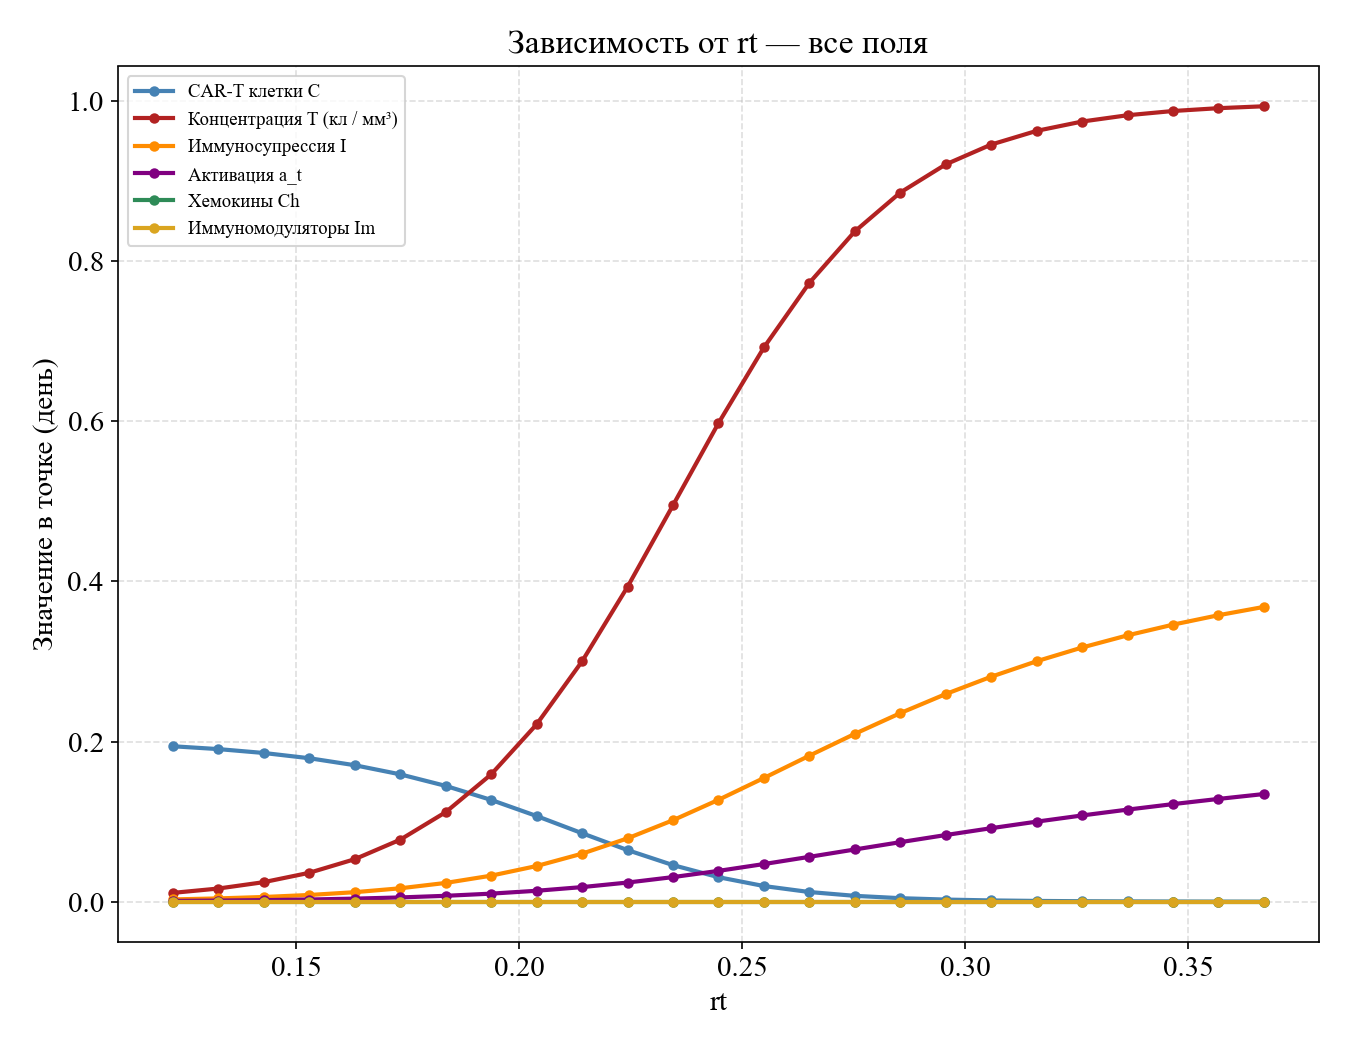 Зависимость от rt — все поля
CAR-T клетки C
Концентрация T (кл / мм³)
Иммуносупрессия I
Активация a_t
Хемокины Ch
Иммуномодуляторы Im
Значение в точке (день)
1.0
0.8
0.6
0.4
0.2
0.0
0.15 0.20 0.25 0.30 0.35
rt